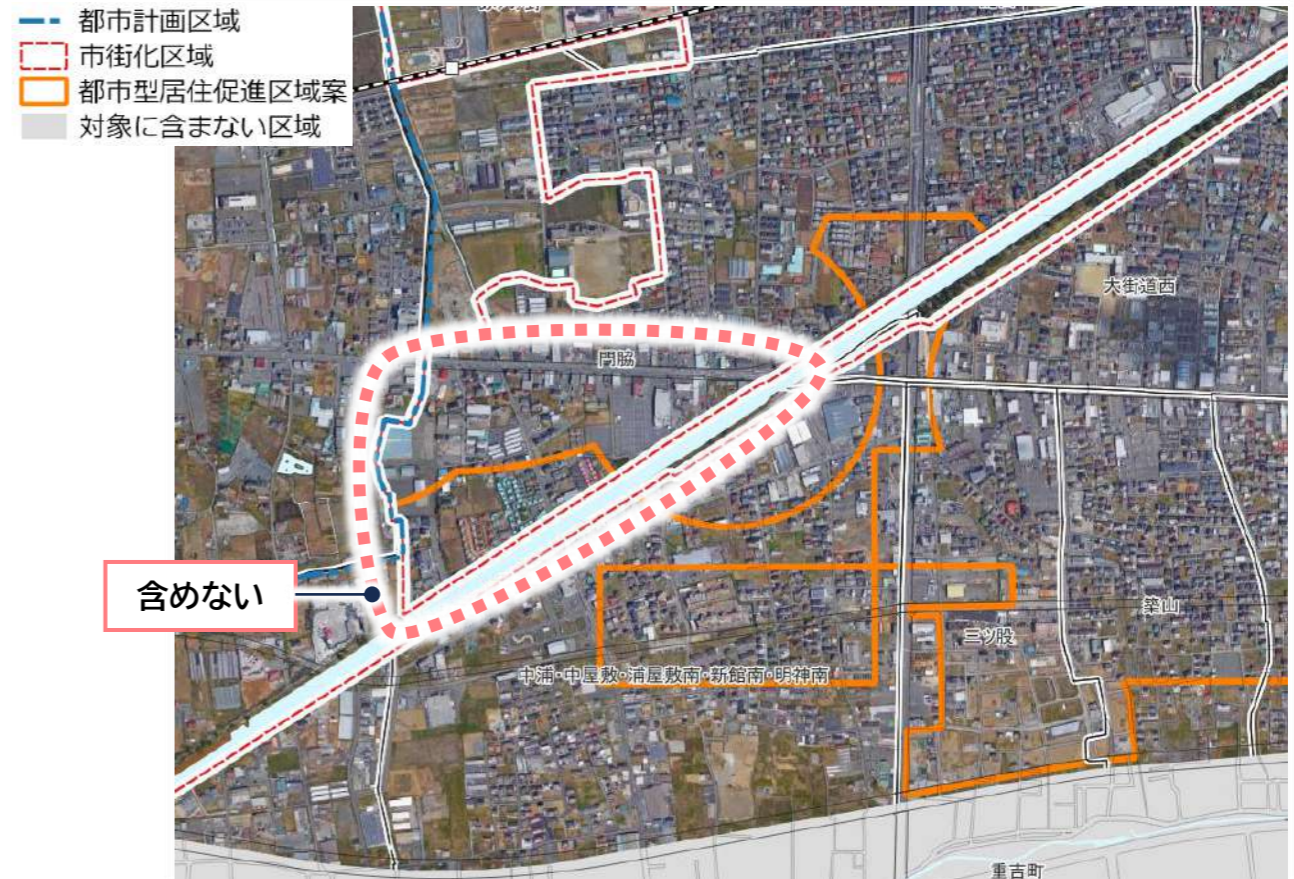 都市計画区域
市街化区域
都市型居住促進区域案
対象に含まない区域
大街道西
門脇
含めない
築山
三ツ股
中浦・中屋敷・浦屋敷南・新館南・明神南
重吉町